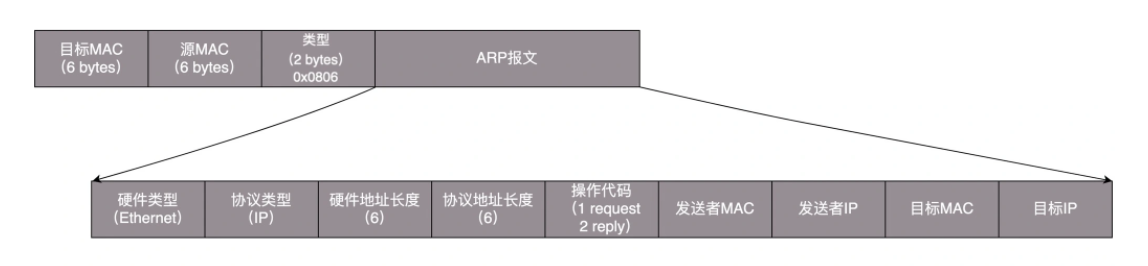 目标MAC
（6 bytes）
源MAC
（6 bytes）
类型
（2 bytes）
0x0806
ARP报文
硬件类型
（Ethernet）
协议类型
（IP）
硬件地址长度
（6）
协议地址长度
（6）
操作代码
（1 request
2 reply）
发送者MAC
发送者IP
目标MAC
目标IP